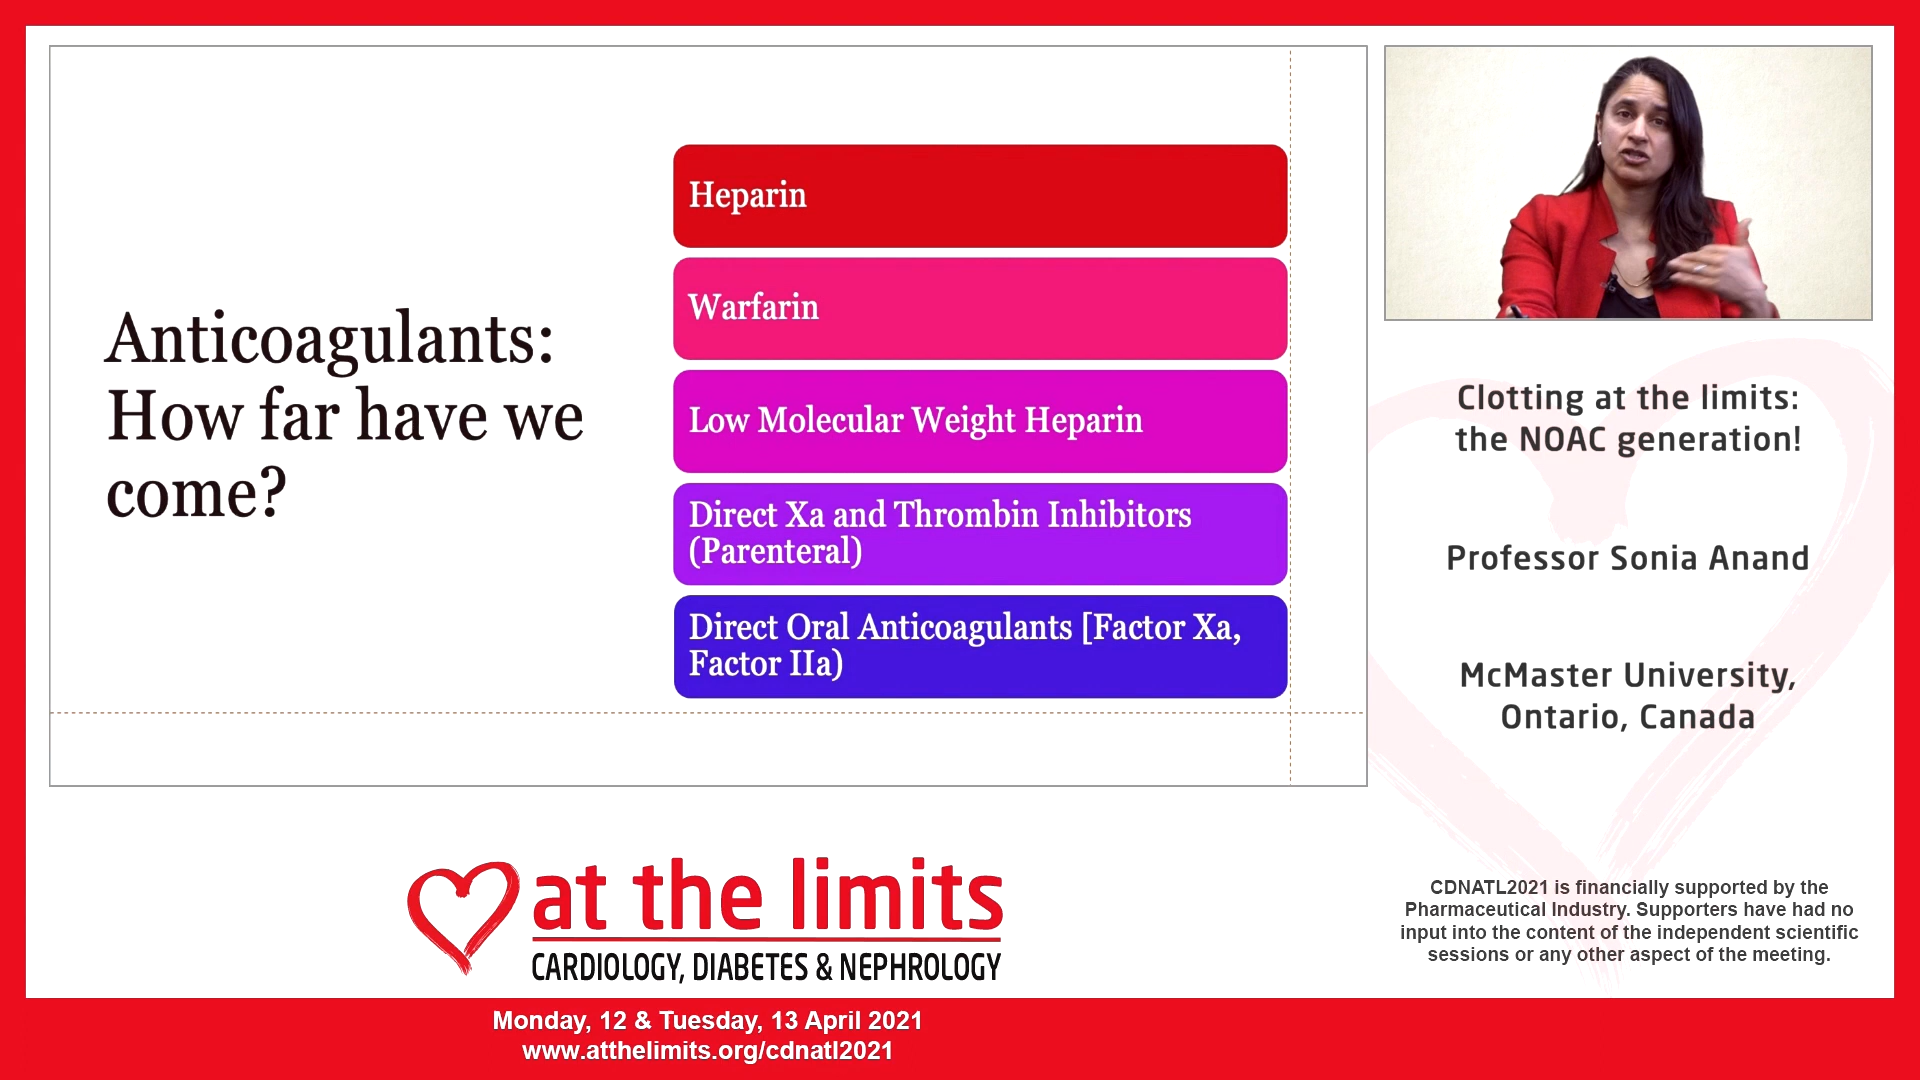 Anticoagulants:
How far have we
come?
Heparin
Warfarin
Low Molecular Weight Heparin
Direct Xa and Thrombin Inhibitors
(Parenteral)
Direct Oral Anticoagulants [Factor Xa,
Factor IIa)
Clotting at the limits:
the NOAC generation!
Professor Sonia Anand
McMaster University,
Ontario, Canada
at the limits
CARDIOLOGY, DIABETES & NEPHROLOGY
CDNATL2021 is financially supported by the
Pharmaceutical Industry. Supporters have had no
input into the content of the independent scientific
sessions or any other aspect of the meeting.
Monday, 12 & Tuesday, 13 April 2021
www.atthelimits.org/cdnatl2021